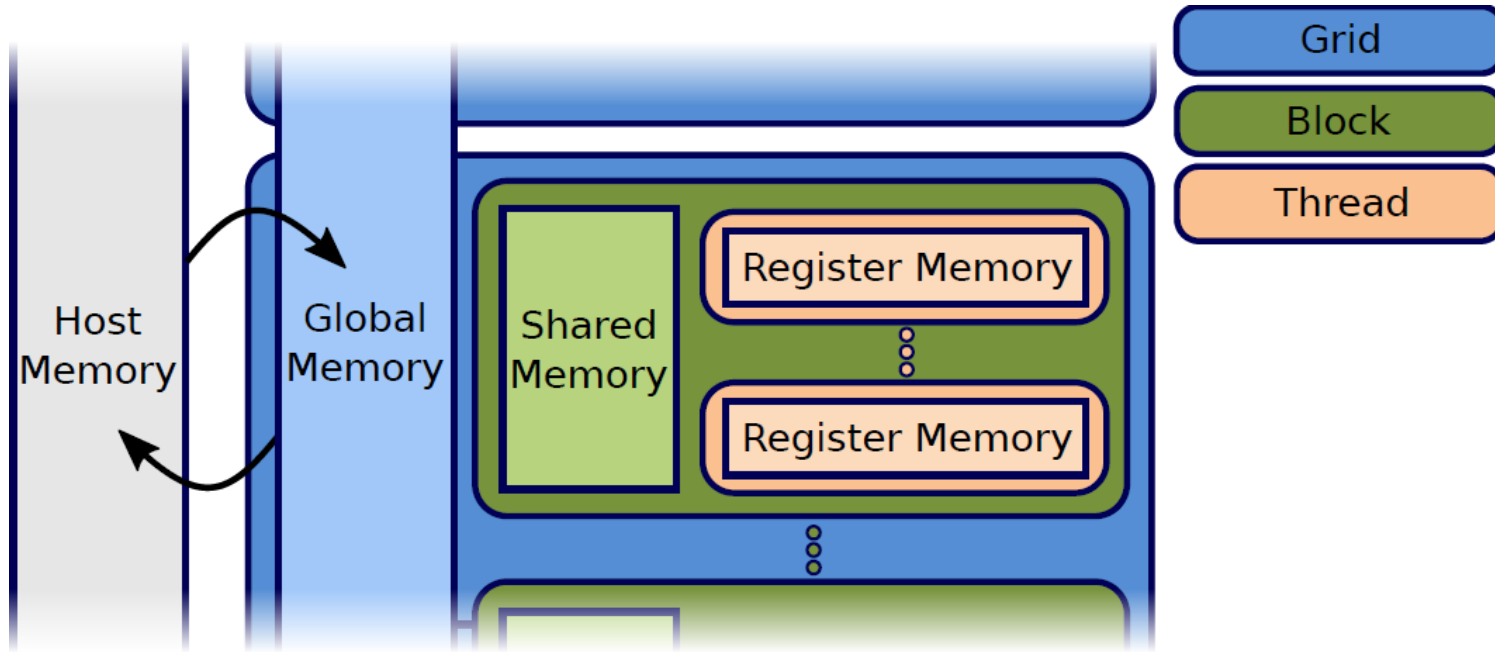 Grid
Block
Thread
Host
Memory
Global
Memory
Shared
Memory
Register Memory
Register Memory